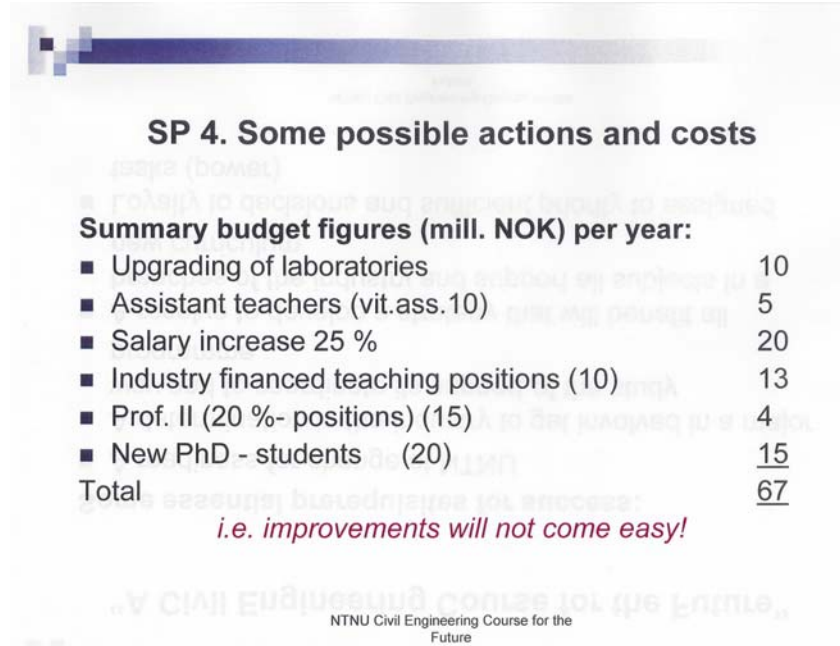 SP 4. Some possible actions and costs
Summary budget figures (mill. NOK) per year:
■ Upgrading of laboratories 10
■ Assistant teachers (vit.ass.10) 5
■ Salary increase 25 % 20
■ Industry financed teaching positions (10) 13
■ Prof. II (20 %- positions) (15) 4
■ New PhD - students (20) 15
Total 67
i.e. improvements will not come easy!
NTNU Civil Engineering Course for the
Future